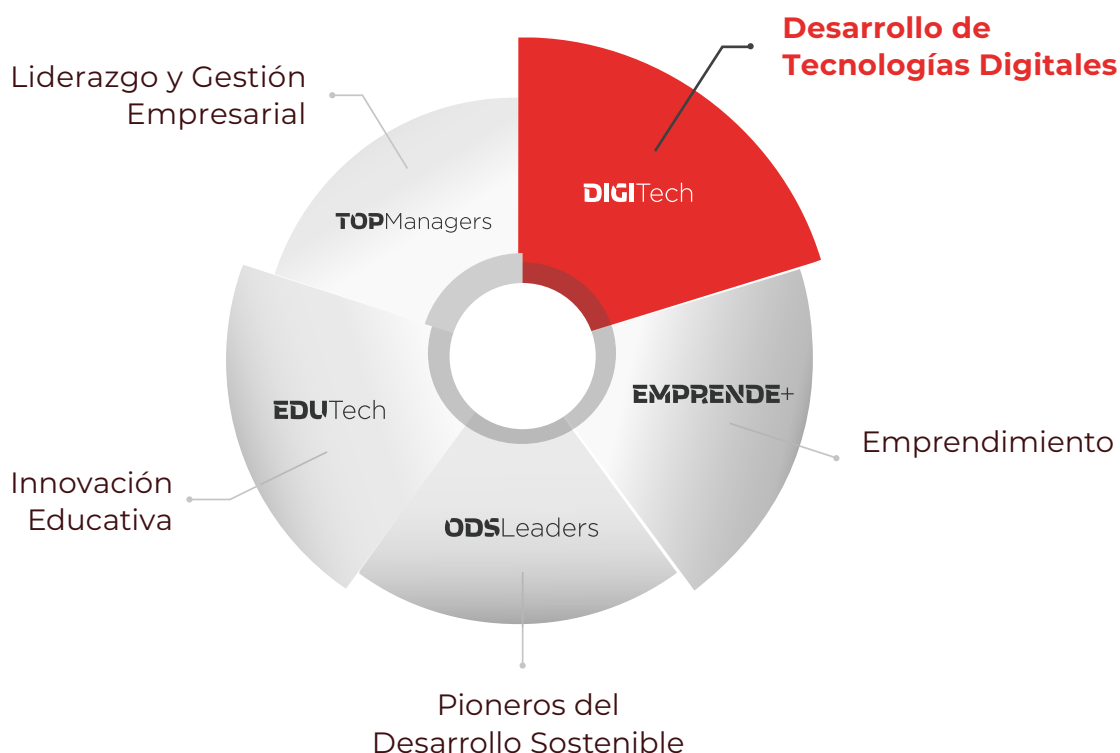 Desarrollo de
Tecnologías Digitales
Liderazgo y Gestión
Empresarial
DIGITech
TOPManagers
EMPRENDE+
EDUTech
Emprendimiento
Innovación
Educativa
ODSLeaders
Pioneros del
Desarrollo Sostenible